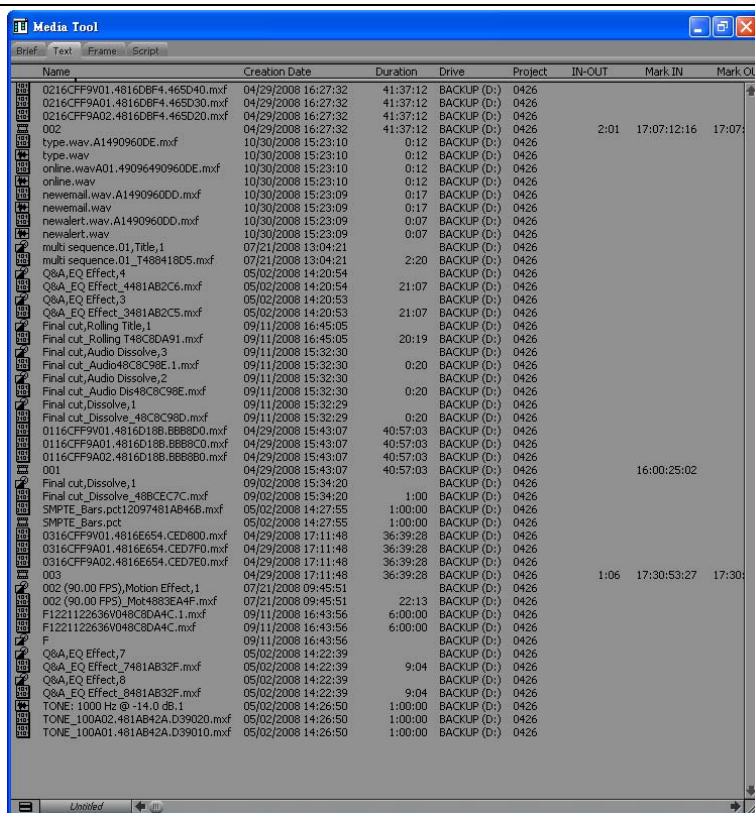 Media Tool
Brief Text Frame Script
Name Creation Date Duration Drive Project IN-OUT Mark IN Mark OU
0216CFF9V01.4816DBF4.465D40.mxf 04/29/2008 16:27:32 41:37:12 BACKUP (D:) 0426
0216CFF9A01.4816DBF4.465D30.mxf 04/29/2008 16:27:32 41:37:12 BACKUP (D:) 0426
0216CFF9A02.4816DBF4.465D20.mxf 04/29/2008 16:27:32 41:37:12 BACKUP (D:) 0426
002 04/29/2008 16:27:32 41:37:12 BACKUP (D:) 0426 2:01 17:07:12:16 17:07:
type.wav.A1490960DE.mxf 10/30/2008 15:23:10 0:12 BACKUP (D:) 0426
type.wav 10/30/2008 15:23:10 0:12 BACKUP (D:) 0426
online.wavA01.49096490960DE.mxf 10/30/2008 15:23:10 0:12 BACKUP (D:) 0426
online.wav 10/30/2008 15:23:10 0:12 BACKUP (D:) 0426
newemail.wav.A1490960DD.mxf 10/30/2008 15:23:09 0:17 BACKUP (D:) 0426
newemail.wav 10/30/2008 15:23:09 0:17 BACKUP (D:) 0426
newalert.wav.A1490960DD.mxf 10/30/2008 15:23:09 0:07 BACKUP (D:) 0426
newalert.wav 10/30/2008 15:23:09 0:07 BACKUP (D:) 0426
multi sequence.01,Title,1 07/21/2008 13:04:21 BACKUP (D:) 0426
multi sequence.01_T488418D5.mxf 07/21/2008 13:04:21 2:20 BACKUP (D:) 0426
Q&A,EQ Effect,4 05/02/2008 14:20:54 BACKUP (D:) 0426
Q&A_EQ Effect_4481AB2C6.mxf 05/02/2008 14:20:54 21:07 BACKUP (D:) 0426
Q&A,EQ Effect,3 05/02/2008 14:20:53 BACKUP (D:) 0426
Q&A_EQ Effect_3481AB2C5.mxf 05/02/2008 14:20:53 21:07 BACKUP (D:) 0426
Final cut,Rolling Title,1 09/11/2008 16:45:05 BACKUP (D:) 0426
Final cut_Rolling T48C8DA91.mxf 09/11/2008 16:45:05 20:19 BACKUP (D:) 0426
Final cut,Audio Dissolve,3 09/11/2008 15:32:30 BACKUP (D:) 0426
Final cut_Audio48C8C98E.1.mxf 09/11/2008 15:32:30 0:20 BACKUP (D:) 0426
Final cut,Audio Dissolve,2 09/11/2008 15:32:30 BACKUP (D:) 0426
Final cut_Audio Dis48C8C98E.mxf 09/11/2008 15:32:30 0:20 BACKUP (D:) 0426
Final cut,Dissolve,1 09/11/2008 15:32:29 BACKUP (D:) 0426
Final cut_Dissolve_48C8C98D.mxf 09/11/2008 15:32:29 0:20 BACKUP (D:) 0426
0116CFF9V01.4816D18B.BBB8D0.mxf 04/29/2008 15:43:07 40:57:03 BACKUP (D:) 0426
0116CFF9A01.4816D18B.BBB8C0.mxf 04/29/2008 15:43:07 40:57:03 BACKUP (D:) 0426
0116CFF9A02.4816D18B.BBB8B0.mxf 04/29/2008 15:43:07 40:57:03 BACKUP (D:) 0426
001 04/29/2008 15:43:07 40:57:03 BACKUP (D:) 0426 16:00:25:02
Final cut,Dissolve,1 09/02/2008 15:34:20 BACKUP (D:) 0426
Final cut_Dissolve_48BCEC7C.mxf 09/02/2008 15:34:20 1:00 BACKUP (D:) 0426
SMPTE_Bars.pct12097481AB46B.mxf 05/02/2008 14:27:55 1:00:00 BACKUP (D:) 0426
SMPTE_Bars.pct 05/02/2008 14:27:55 1:00:00 BACKUP (D:) 0426
0316CFF9V01.4816E654.CED800.mxf 04/29/2008 17:11:48 36:39:28 BACKUP (D:) 0426
0316CFF9A01.4816E654.CED7F0.mxf 04/29/2008 17:11:48 36:39:28 BACKUP (D:) 0426
0316CFF9A02.4816E654.CED7E0.mxf 04/29/2008 17:11:48 36:39:28 BACKUP (D:) 0426
003 04/29/2008 17:11:48 36:39:28 BACKUP (D:) 0426 1:06 17:30:53:27 17:30:
002 (90.00 FPS),Motion Effect,1 07/21/2008 09:45:51 BACKUP (D:) 0426
002 (90.00 FPS)_Mot4883EA4F.mxf 07/21/2008 09:45:51 22:13 BACKUP (D:) 0426
F1221122636V048C8DA4C.1.mxf 09/11/2008 16:43:56 6:00:00 BACKUP (D:) 0426
F1221122636V048C8DA4C.mxf 09/11/2008 16:43:56 6:00:00 BACKUP (D:) 0426
F 09/11/2008 16:43:56 BACKUP (D:) 0426
Q&A,EQ Effect,7 05/02/2008 14:22:39 BACKUP (D:) 0426
Q&A_EQ Effect_7481AB32F.mxf 05/02/2008 14:22:39 9:04 BACKUP (D:) 0426
Q&A,EQ Effect,8 05/02/2008 14:22:39 BACKUP (D:) 0426
Q&A_EQ Effect_8481AB32F.mxf 05/02/2008 14:22:39 9:04 BACKUP (D:) 0426
TONE: 1000 Hz @ -14.0 dB.1 05/02/2008 14:26:50 1:00:00 BACKUP (D:) 0426
TONE_100A02.481AB42A.D39020.mxf 05/02/2008 14:26:50 1:00:00 BACKUP (D:) 0426
TONE_100A01.481AB42A.D39010.mxf 05/02/2008 14:26:50 1:00:00 BACKUP (D:) 0426
Untitled